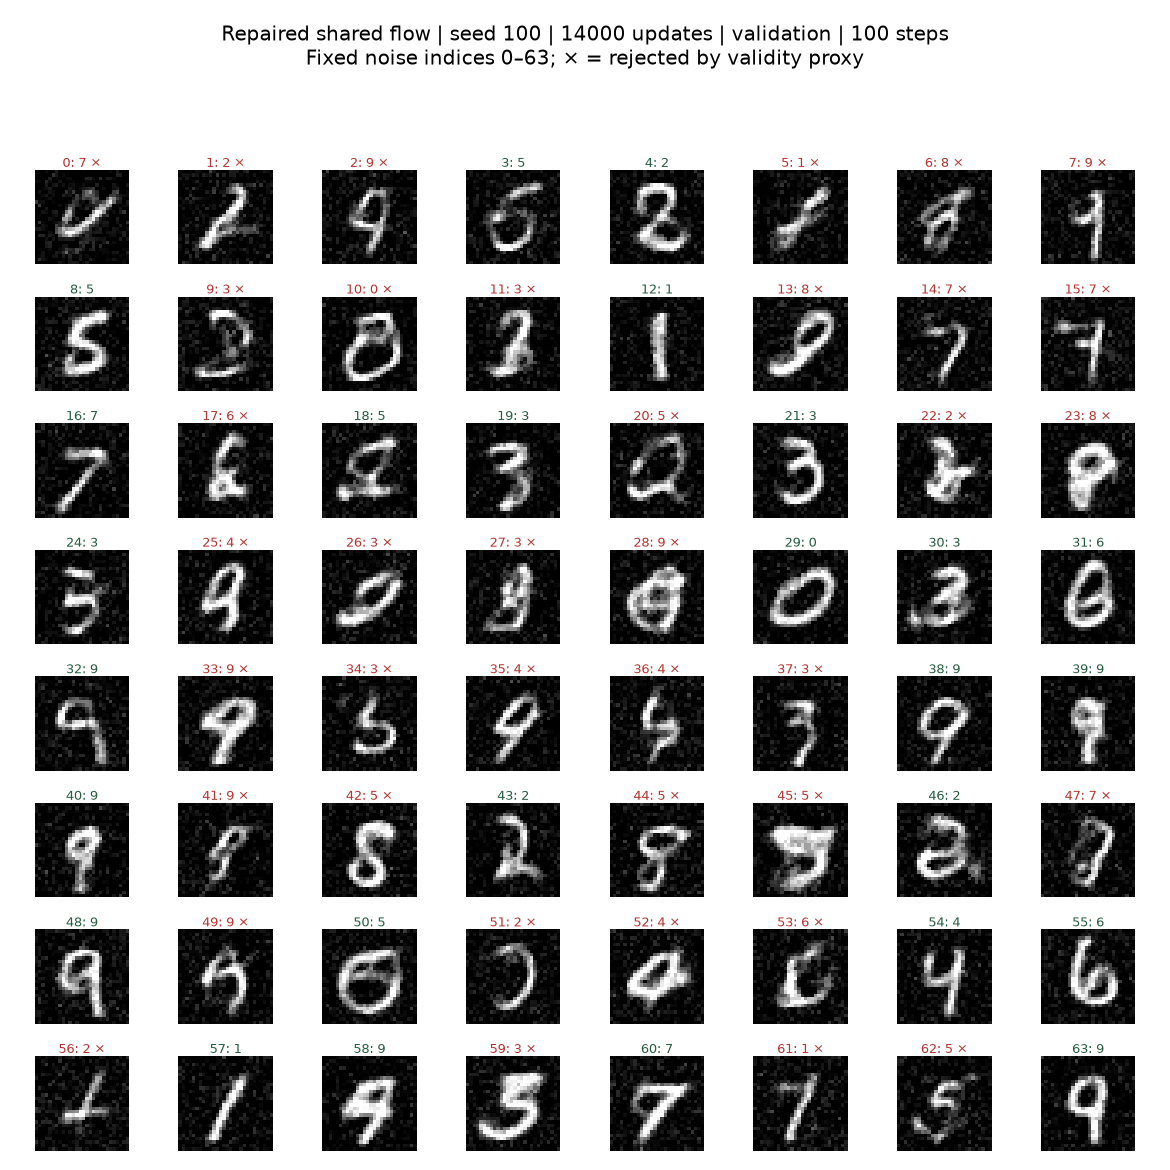 Repaired shared flow | seed 100 | 14000 updates | validation | 100 steps
Fixed noise indices 0–63; × = rejected by validity proxy
0: 7 × 1: 2 × 2: 9 × 3: 5 4: 2 5: 1 × 6: 8 × 7: 9 ×
8: 5 9: 3 × 10: 0 × 11: 3 × 12: 1 13: 8 × 14: 7 × 15: 7 ×
16: 7 17: 6 × 18: 5 19: 3 20: 5 × 21: 3 22: 2 × 23: 8 ×
24: 3 25: 4 × 26: 3 × 27: 3 × 28: 9 × 29: 0 30: 3 31: 6
32: 9 33: 9 × 34: 3 × 35: 4 × 36: 4 × 37: 3 × 38: 9 39: 9
40: 9 41: 9 × 42: 5 × 43: 2 44: 5 × 45: 5 × 46: 2 47: 7 ×
48: 9 49: 9 × 50: 5 51: 2 × 52: 4 × 53: 6 × 54: 4 55: 6
56: 2 × 57: 1 58: 9 59: 3 × 60: 7 61: 1 × 62: 5 × 63: 9